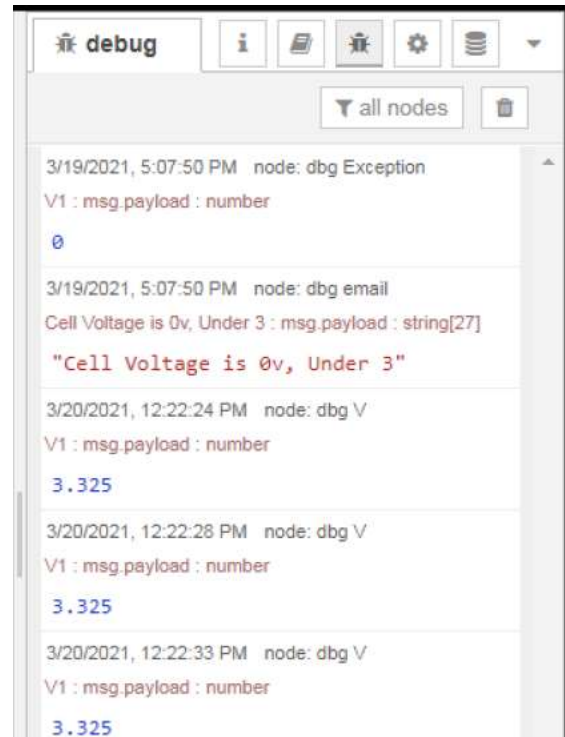 debug
i
all nodes
3/19/2021, 5:07:50 PM node: dbg Exception
V1 : msg.payload : number
0
3/19/2021, 5:07:50 PM node: dbg email
Cell Voltage is 0v, Under 3 : msg.payload : string[27]
"Cell Voltage is 0v, Under 3"
3/20/2021, 12:22:24 PM node: dbg V
V1 : msg.payload : number
3.325
3/20/2021, 12:22:28 PM node: dbg V
V1 : msg.payload : number
3.325
3/20/2021, 12:22:33 PM node: dbg V
V1 : msg.payload : number
3.325